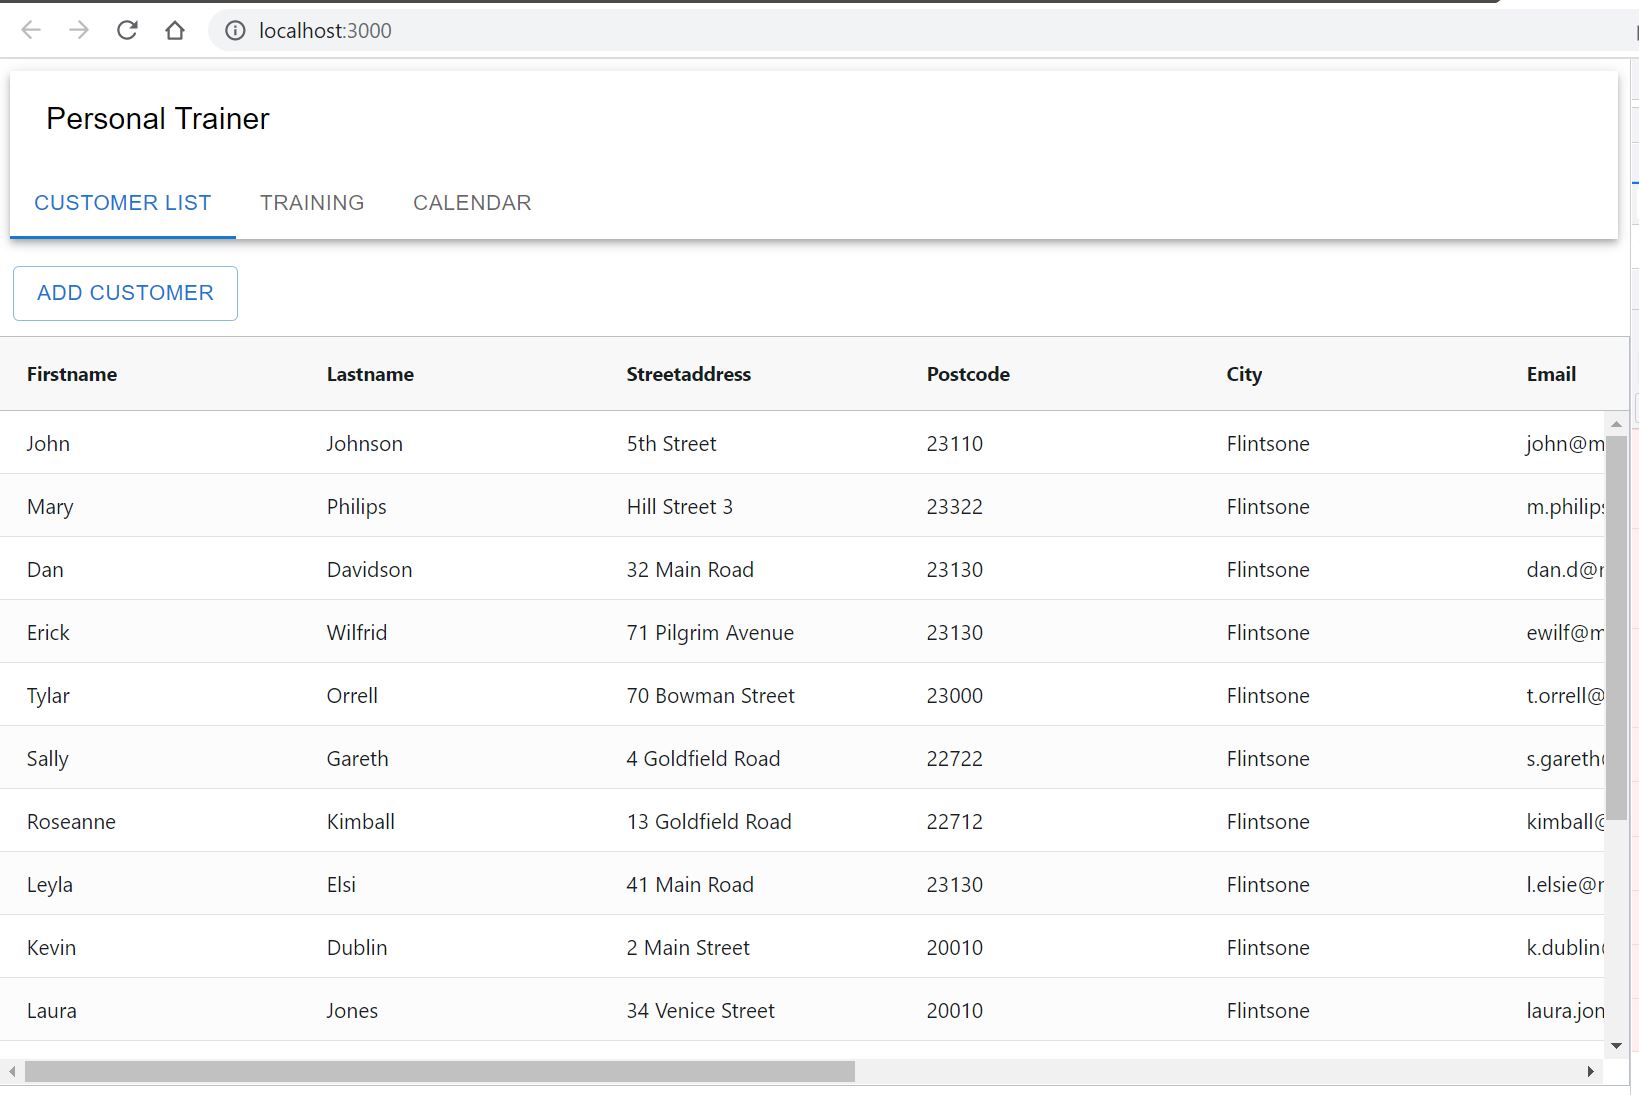 localhost:3000
Personal Trainer
CUSTOMER LIST TRAINING CALENDAR
ADD CUSTOMER
Firstname Lastname Streetaddress Postcode City Email
John Johnson 5th Street 23110 Flintsone john@m
Mary Philips Hill Street 3 23322 Flintsone m.philips
Dan Davidson 32 Main Road 23130 Flintsone dan.d@
Erick Wilfrid 71 Pilgrim Avenue 23130 Flintsone ewilf@m
Tylar Orrell 70 Bowman Street 23000 Flintsone t.orrell@
Sally Gareth 4 Goldfield Road 22722 Flintsone s.gareth
Roseanne Kimball 13 Goldfield Road 22712 Flintsone kimball@
Leyla Elsi 41 Main Road 23130 Flintsone l.elsie@
Kevin Dublin 2 Main Street 20010 Flintsone k.dublin
Laura Jones 34 Venice Street 20010 Flintsone laura.jon